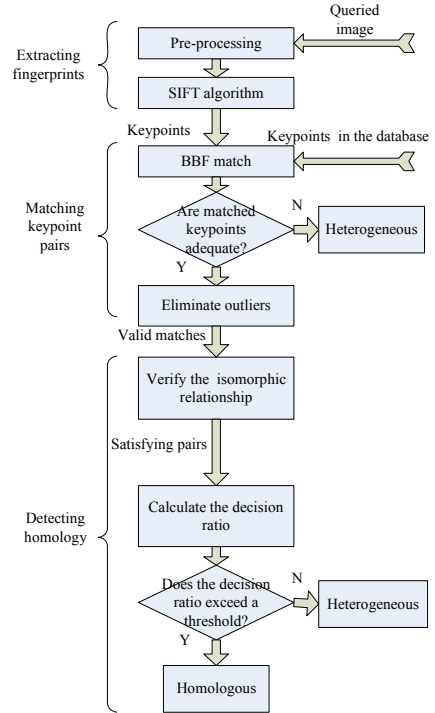 Queried
image
Extracting
fingerprints
Pre-processing
SIFT algorithm
Keypoints
Keypoints in the database
BBF match
Matching
keypoint
pairs
Are matched
keypoints
adequate?
N
Heterogeneous
Y
Eliminate outliers
Valid matches
Verify the isomorphic
relationship
Satisfying pairs
Detecting
homology
Calculate the decision
ratio
Does the decision
ratio exceed a
threshold?
N
Heterogeneous
Y
Homologous